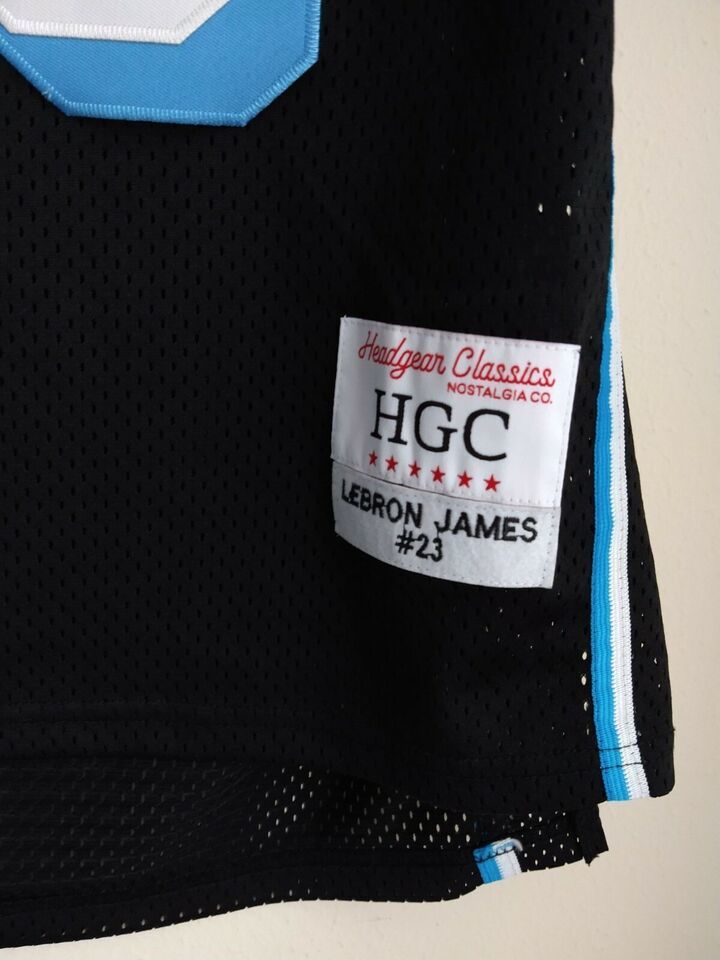 Headgear Classics
NOSTALGIA CO.
HGC
LEBRON JAMES
#23